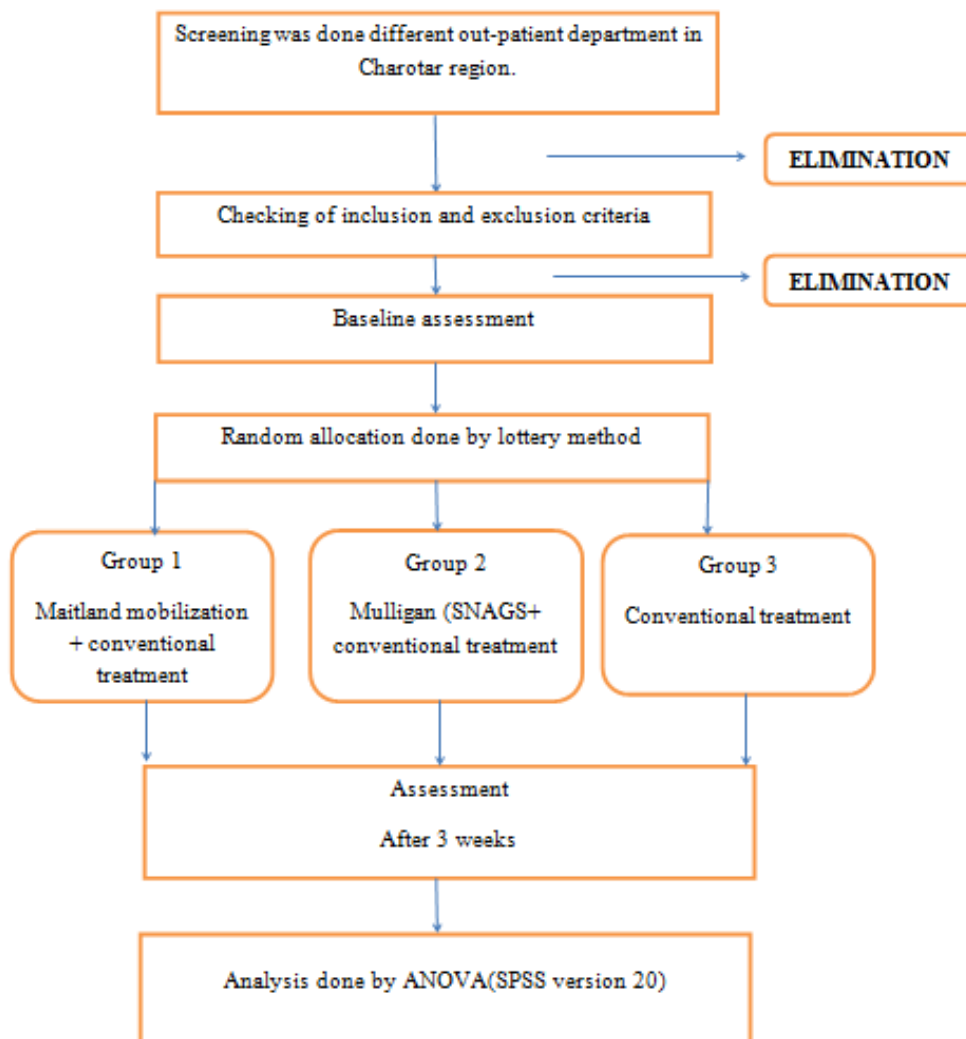 Screening was done different out-patient department in
Charotar region.
ELIMINATION
Checking of inclusion and exclusion criteria
ELIMINATION
Baseline assessment
Random allocation done by lottery method
Group 1
Maitland mobilization
+ conventional
treatment
Group 2
Mulligan (SNAGS+
conventional treatment
Group 3
Conventional treatment
Assessment
After 3 weeks
Analysis done by ANOVA(SPSS version 20)